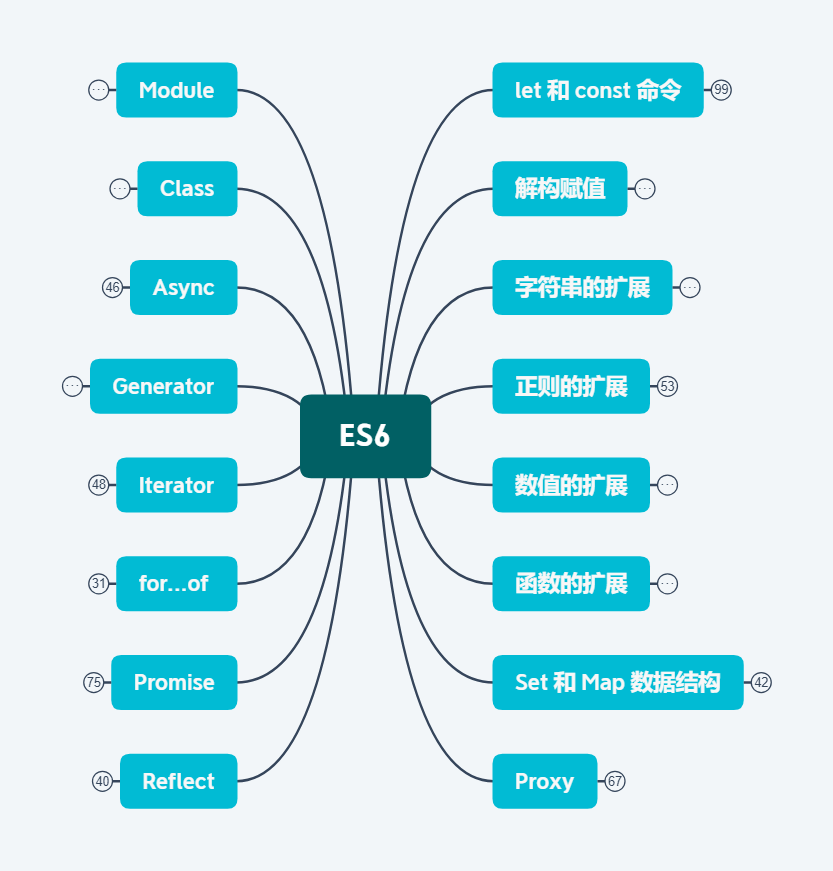 ES6
let 和 const 命令
99
解构赋值
...
字符串的扩展
...
正则的扩展
53
数值的扩展
...
函数的扩展
...
Set 和 Map 数据结构
42
Proxy
67
Module
...
Class
...
Async
46
Generator
...
Iterator
48
for...of
31
Promise
75
Reflect
40